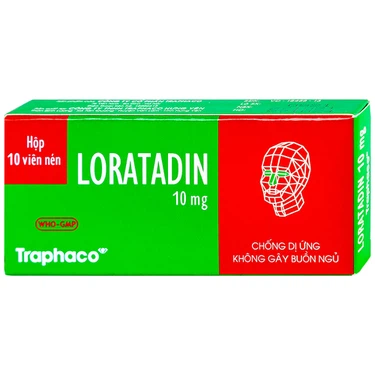 Hộp
10 viên nén
LORATADIN
10 mg
WHO-GMP
Traphaco
CHỐNG DỊ ỨNG
KHÔNG GÂY BUỒN NGỦ
LORATADIN 10 mg
Traphaco